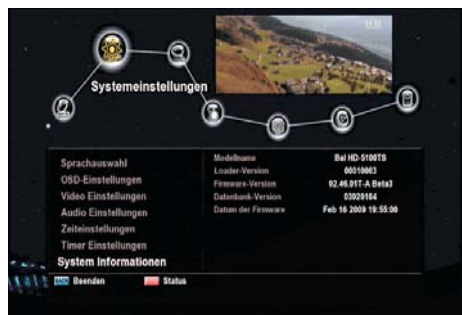 Systemeinstellungen
Sprachauswahl
OSD-Einstellungen
Video Einstellungen
Audio Einstellungen
Zeiteinstellungen
Timer Einstellungen
System Informationen
Modellname Bel HD-5100TS
Loader-Version 00010003
Firmware-Version 02.46.01T-A Beta3
Datenbank-Version 03020104
Datum der Firmware Feb 16 2009 19:55:00
BACK Beenden Status